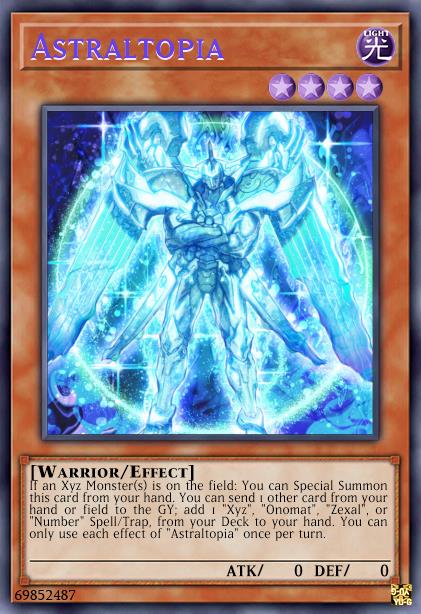 ASTRALTOPIA
LIGHT
光
[WARRIOR/EFFECT]
If an Xyz Monster(s) is on the field: You can Special Summon
this card from your hand. You can send 1 other card from your
hand or field to the GY; add 1 "Xyz", "Onomat", "Zexal", or
"Number" Spell/Trap, from your Deck to your hand. You can
only use each effect of "Astraltopia" once per turn.
ATK/ 0 DEF/ 0
69852487